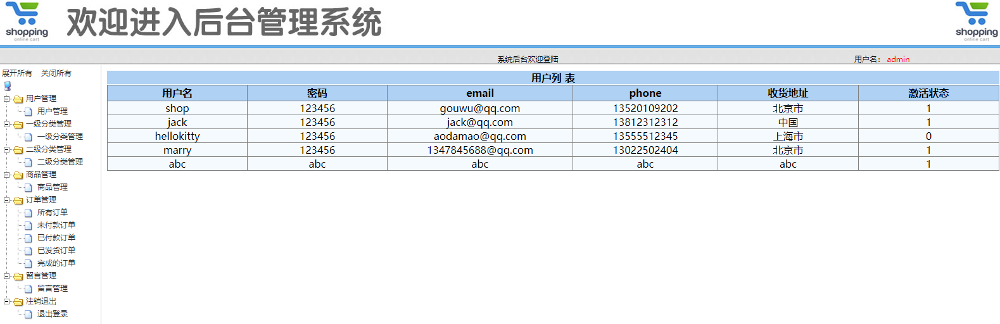 shopping
online cart
欢迎进入后台管理系统
shopping
online cart
系统后台欢迎登陆
用户名： admin
展开所有 关闭所有
用户管理
用户管理
一级分类管理
一级分类管理
二级分类管理
二级分类管理
商品管理
商品管理
订单管理
所有订单
未付款订单
已付款订单
已发货订单
完成的订单
留言管理
留言管理
注销退出
退出登录
用户列 表
用户名 密码 email phone 收货地址 激活状态
shop 123456 gouwu@qq.com 13520109202 北京市 1
jack 123456 jack@qq.com 13812312312 中国 1
hellokitty 123456 aodamao@qq.com 13555512345 上海市 0
marry 123456 1347845688@qq.com 13022502404 北京市 1
abc abc abc abc abc 1